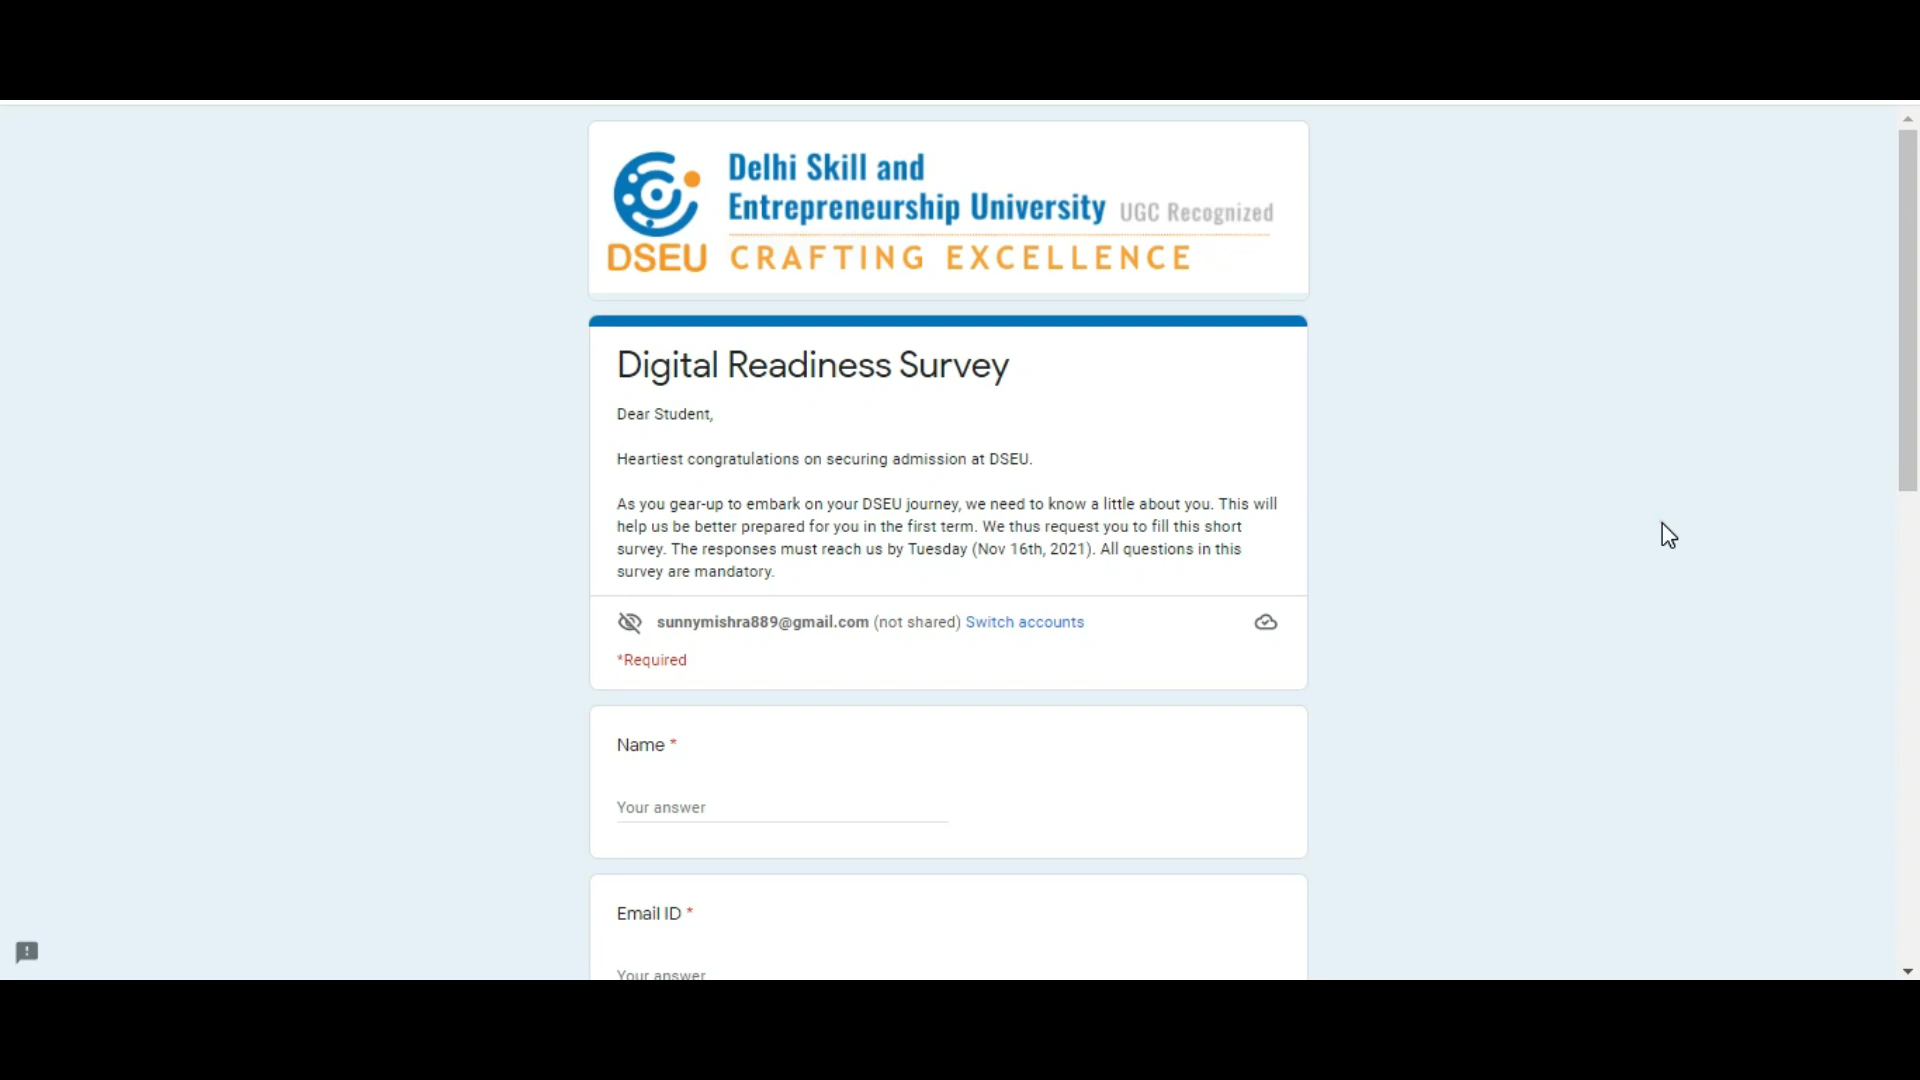 Delhi Skill and
Entrepreneurship University UGC Recognized
DSEU CRAFTING EXCELLENCE
Digital Readiness Survey
Dear Student,
Heartiest congratulations on securing admission at DSEU.
As you gear-up to embark on your DSEU journey, we need to know a little about you. This will
help us be better prepared for you in the first term. We thus request you to fill this short
survey. The responses must reach us by Tuesday (Nov 16th, 2021). All questions in this
survey are mandatory.
sunnymishra889@gmail.com (not shared) Switch accounts
*Required
Name *
Your answer
Email ID *
Your answer